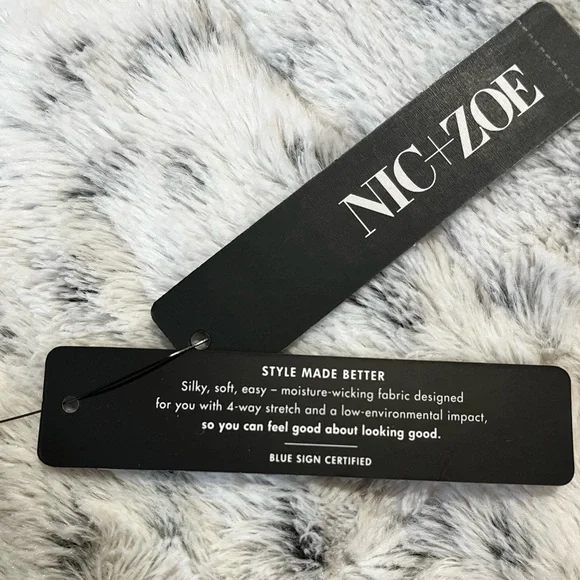 NIC+ZOE
STYLE MADE BETTER
Silky, soft, easy – moisture-wicking fabric designed
for you with 4-way stretch and a low-environmental impact,
so you can feel good about looking good.
BLUE SIGN CERTIFIED